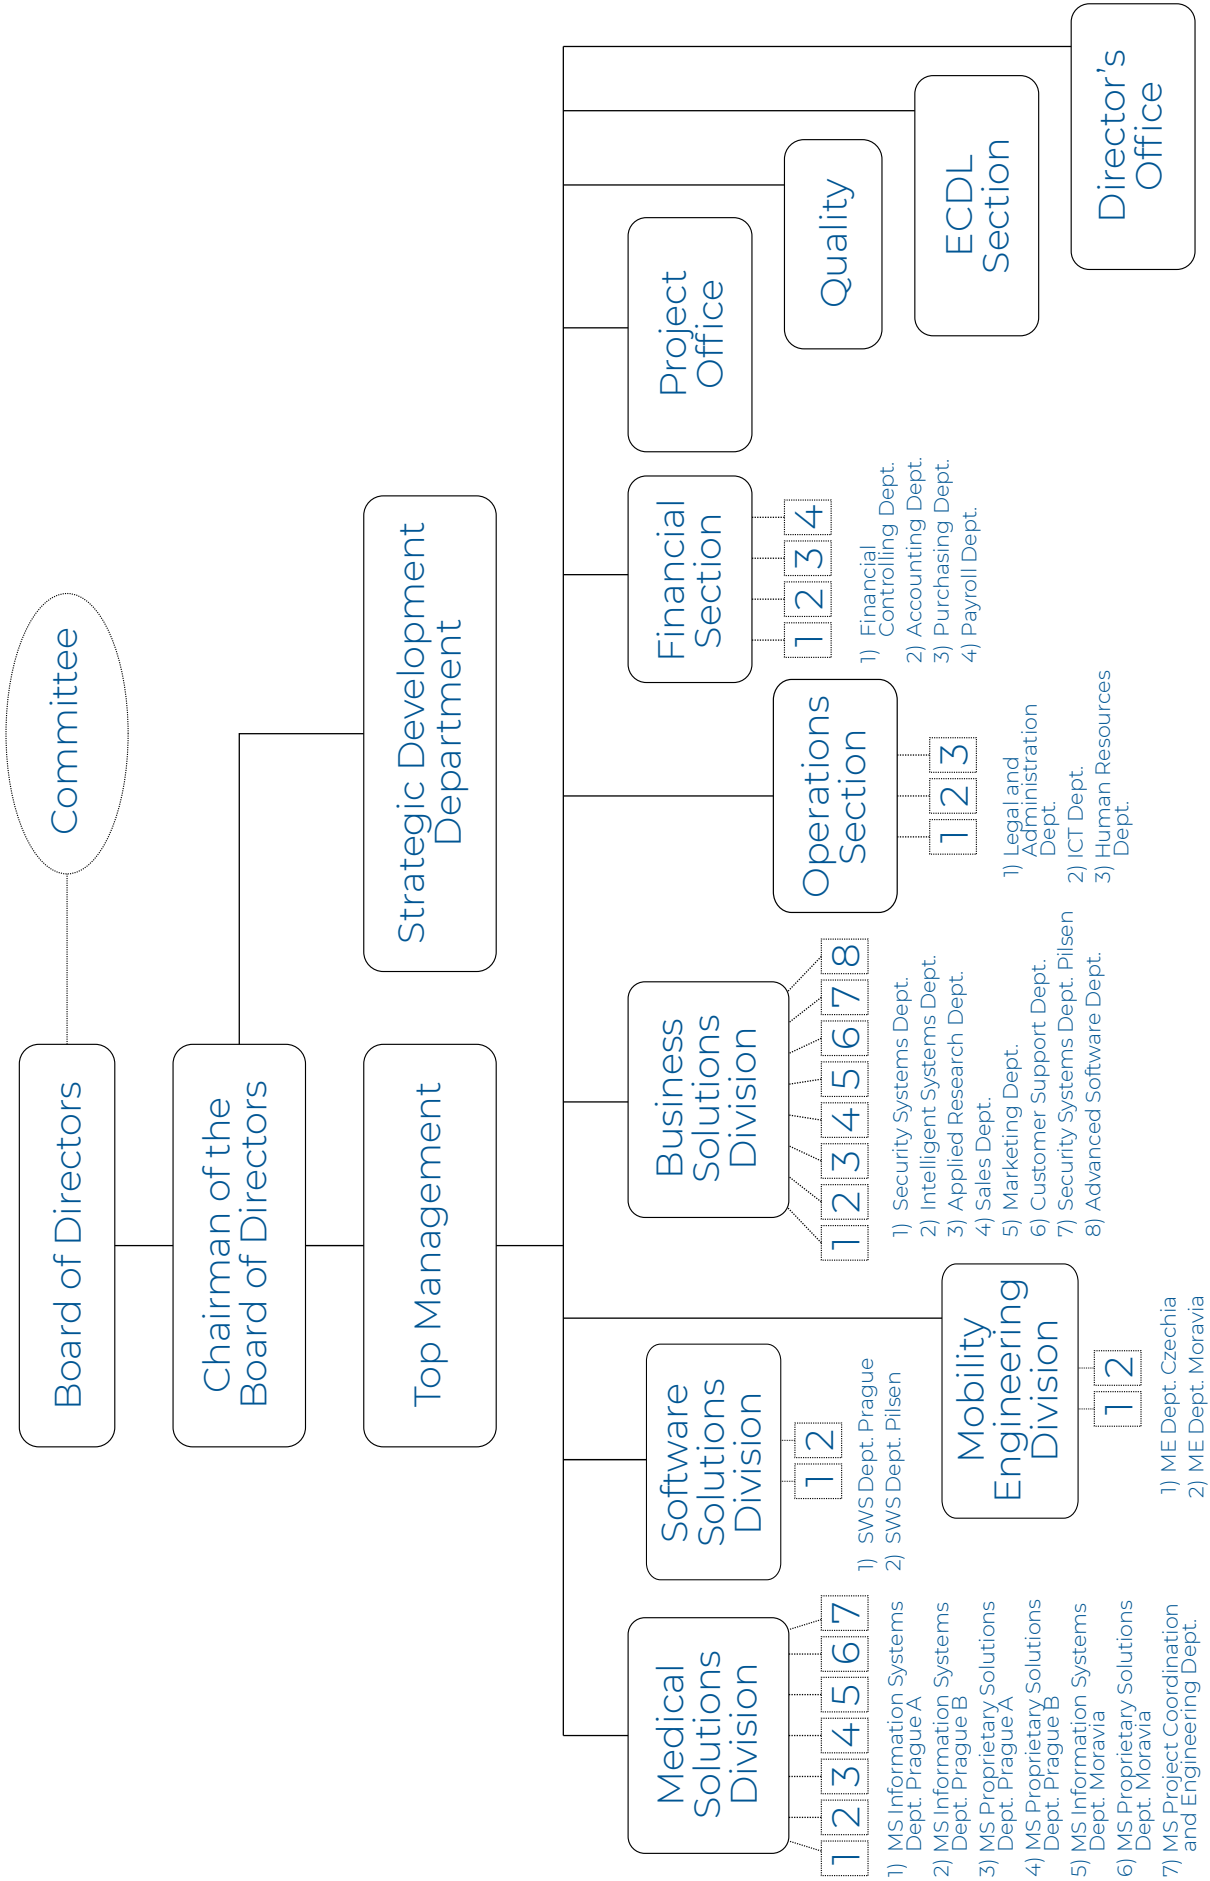 Committee
Board of Directors
Chairman of the
Board of Directors
Top Management
Strategic Development
Department
Medical
Solutions
Division
1 2 3 4 5 6 7
1) MS Information Systems
Dept. Prague A
2) MS Information Systems
Dept. Prague B
3) MS Proprietary Solutions
Dept. Prague A
4) MS Proprietary Solutions
Dept. Prague B
5) MS Information Systems
Dept. Moravia
6) MS Proprietary Solutions
Dept. Moravia
7) MS Project Coordination
and Engineering Dept.
Software
Solutions
Division
1 2
1) SWS Dept. Prague
2) SWS Dept. Pilsen
Mobility
Engineering
Division
1 2
1) ME Dept. Czechia
2) ME Dept. Moravia
Business
Solutions
Division
1 2 3 4 5 6 7 8
1) Security Systems Dept.
2) Intelligent Systems Dept.
3) Applied Research Dept.
4) Sales Dept.
5) Marketing Dept.
6) Customer Support Dept.
7) Security Systems Dept. Pilsen
8) Advanced Software Dept.
Operations
Section
1 2 3
1) Legal and
Administration
Dept.
2) ICT Dept.
3) Human Resources
Dept.
Financial
Section
1 2 3 4
1) Financial
Controlling Dept.
2) Accounting Dept.
3) Purchasing Dept.
4) Payroll Dept.
Project
Office
Quality
ECDL
Section
Director's
Office